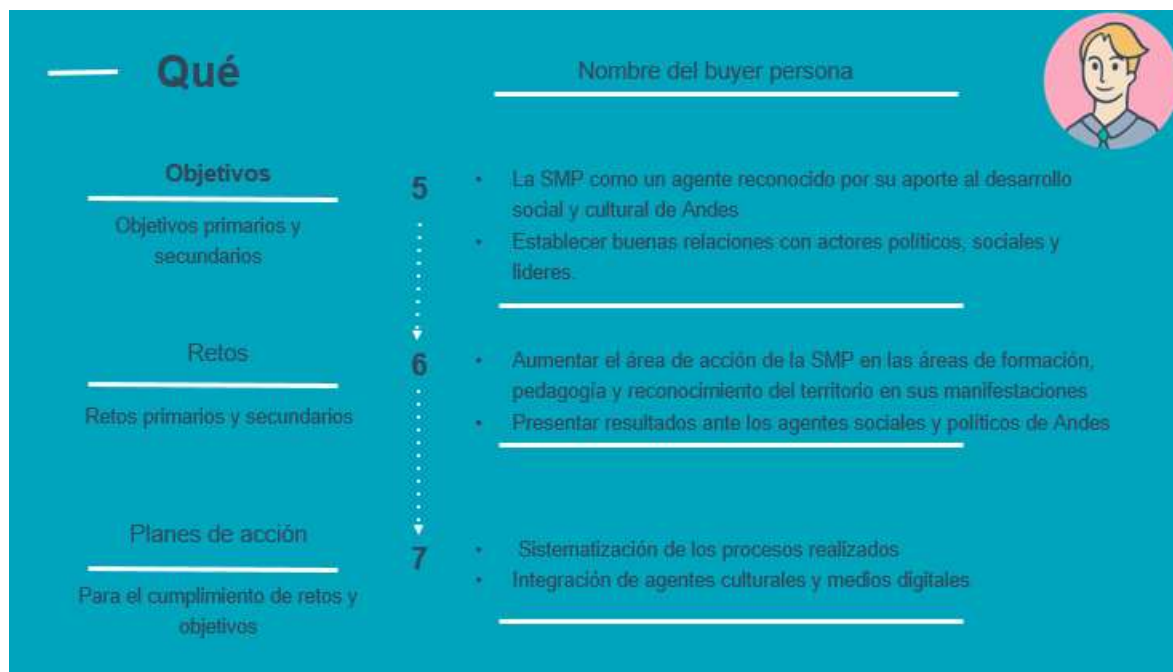 Qué
Nombre del buyer persona
Objetivos
Objetivos primarios y
secundarios
5
• La SMP como un agente reconocido por su aporte al desarrollo
social y cultural de Andes
• Establecer buenas relaciones con actores políticos, sociales y
lideres.
Retos
Retos primarios y secundarios
6
• Aumentar el área de acción de la SMP en las áreas de formación,
pedagogía y reconocimiento del territorio en sus manifestaciones
• Presentar resultados ante los agentes sociales y políticos de Andes
Planes de acción
Para el cumplimiento de retos y
objetivos
7
• Sistematización de los procesos realizados
• Integración de agentes culturales y medios digitales